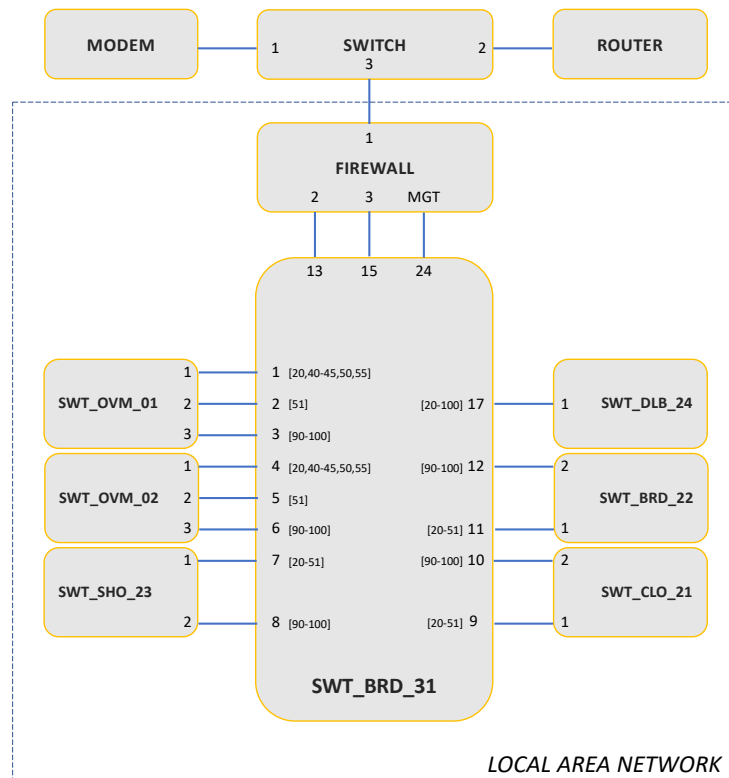 MODEM 1 SWITCH 2 ROUTER
3
1
FIREWALL
2 3 MGT
13 15 24
1 1 [20,40-45,50,55]
SWT_OVM_01 2 2 [51] [20-100] 17 1 SWT_DLB_24
3 3 [90-100]
1 4 [20,40-45,50,55] [90-100] 12 2
SWT_OVM_02 2 5 [51] SWT_BRD_22
3 6 [90-100] [20-51] 11 1
1 7 [20-51] [90-100] 10 2
SWT_SHO_23 SWT_CLO_21
2 8 [90-100] [20-51] 9 1
SWT_BRD_31
LOCAL AREA NETWORK